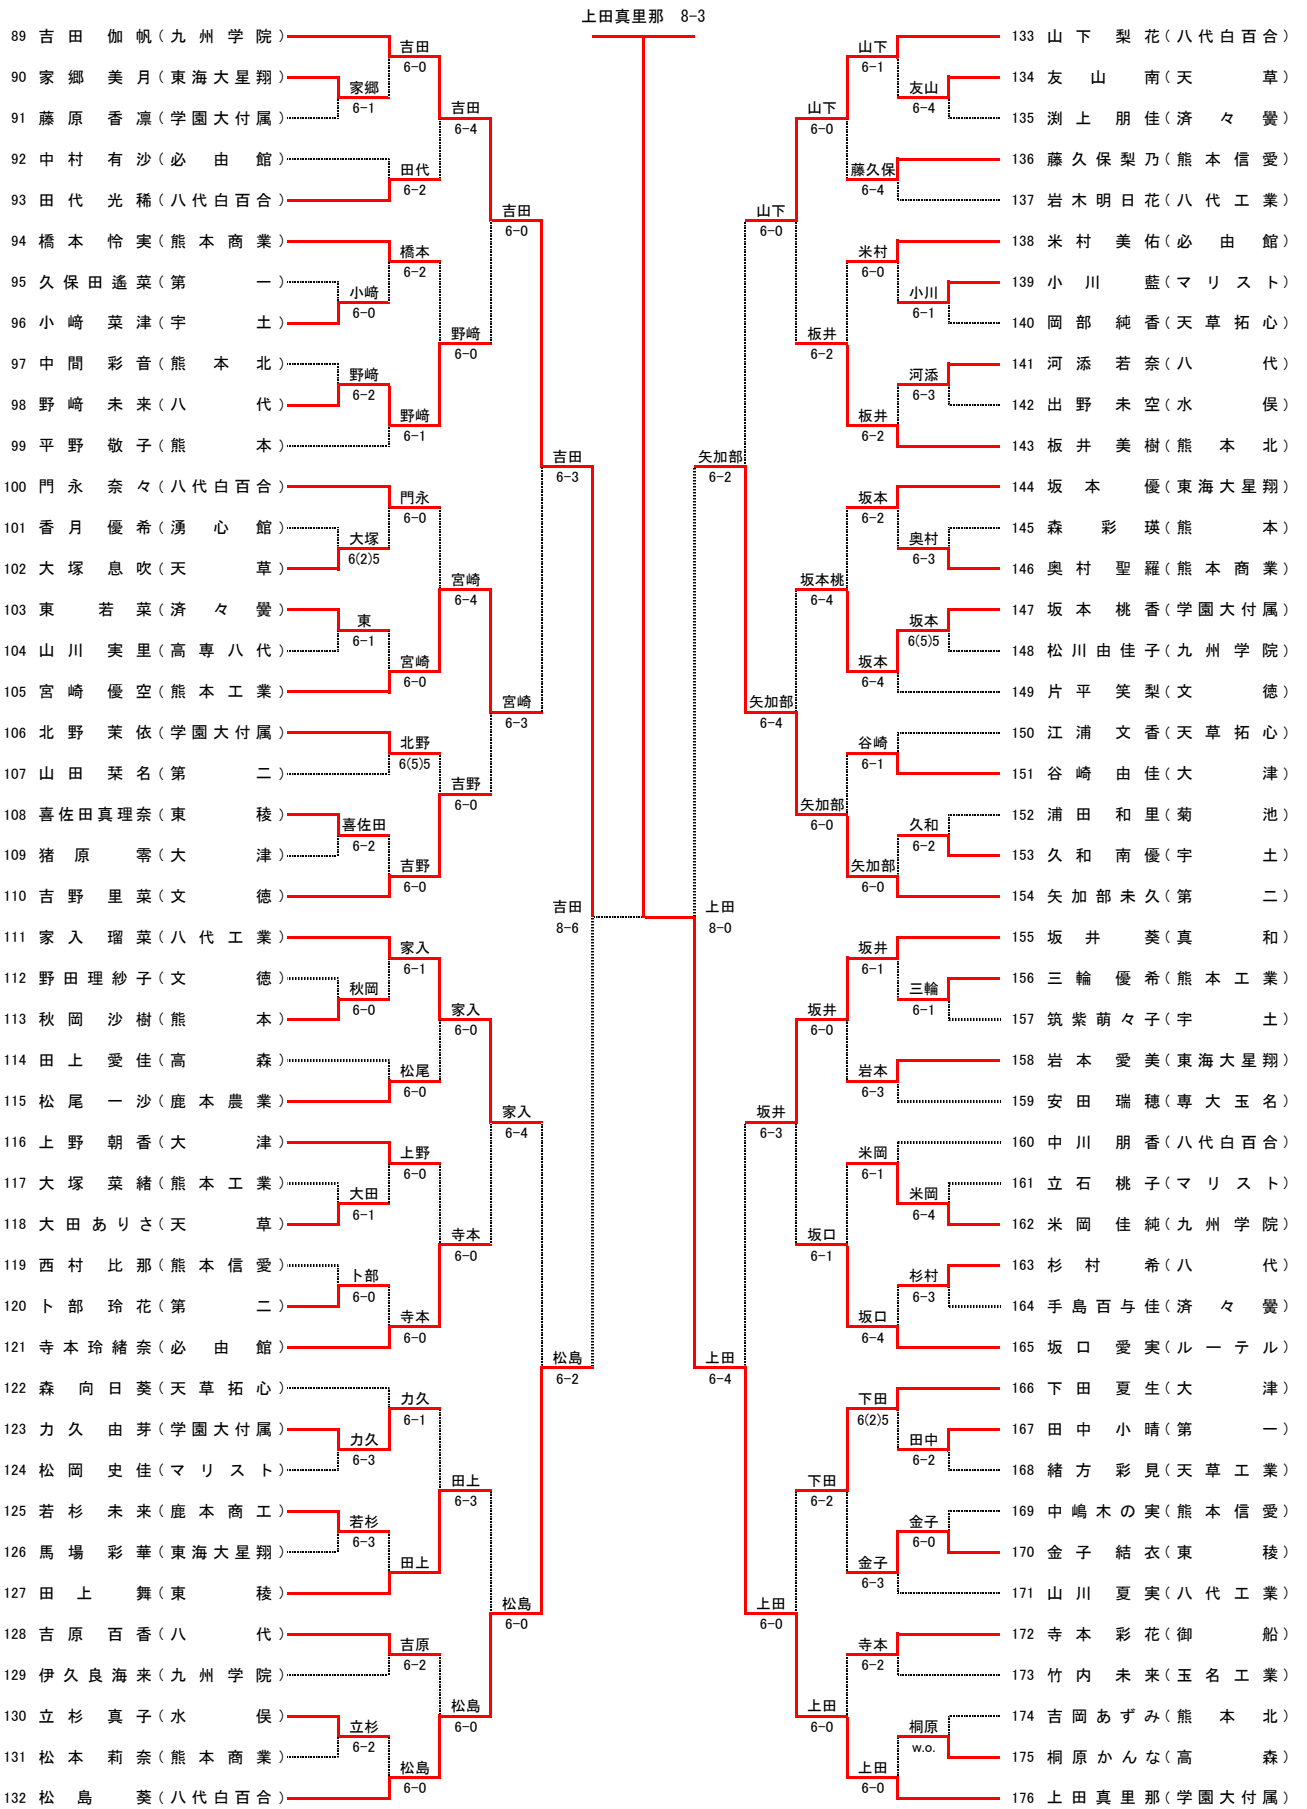 上田真里那 8-3
89 吉田 伽帆(九州学院)
90 家郷 美月(東海大星翔)
91 藤原 香凛(学園大付属)
92 中村 有沙(必由館)
93 田代 光稀(八代白百合)
94 橋本 怜実(熊本商業)
95 久保田遙菜(第一)
96 小﨑 菜津(宇土)
97 中間 彩音(熊本北)
98 野﨑 未来(八代)
99 平野 敬子(熊本)
100 門永 奈々(八代白百合)
101 香月 優希(湧心館)
102 大塚 息吹(天草)
103 東 若菜(済々黌)
104 山川 実里(高専八代)
105 宮崎 優空(熊本工業)
106 北野 茉依(学園大付属)
107 山田 栞名(第二)
108 喜佐田真理奈(東稜)
109 猪原 零(大津)
110 吉野 里菜(文徳)
111 家入 瑠菜(八代工業)
112 野田理紗子(文徳)
113 秋岡 沙樹(熊本)
114 田上 愛佳(高森)
115 松尾 一沙(鹿本農業)
116 上野 朝香(大津)
117 大塚 菜緒(熊本工業)
118 大田ありさ(天草)
119 西村 比那(熊本信愛)
120 卜部 玲花(第二)
121 寺本玲緒奈(必由館)
122 森 向日葵(天草拓心)
123 力久 由芽(学園大付属)
124 松岡 史佳(マリスト)
125 若杉 未来(鹿本商工)
126 馬場 彩華(東海大星翔)
127 田上 舞(東稜)
128 吉原 百香(八代)
129 伊久良海来(九州学院)
130 立杉 真子(水俣)
131 松本 莉奈(熊本商業)
132 松島 葵(八代白百合)
家郷
6-1
小﨑
6-0
野﨑
6-2
大塚
6(2)5
東
6-1
喜佐田
6-2
秋岡
6-0
大田
6-1
卜部
6-0
力久
6-3
若杉
6-3
立杉
6-2
吉田
6-0
田代
6-2
橋本
6-2
野﨑
6-1
門永
6-0
宮崎
6-0
北野
6(5)5
吉野
6-0
家入
6-1
松尾
6-0
上野
6-0
寺本
6-0
力久
6-1
田上
吉原
6-2
松島
6-0
吉田
6-4
野﨑
6-0
宮崎
6-4
吉野
6-0
家入
6-0
寺本
6-0
田上
6-3
松島
6-0
吉田
6-0
宮崎
6-3
家入
6-4
松島
6-0
吉田
6-3
松島
6-2
吉田
8-6
上田
8-0
矢加部
6-2
上田
6-4
山下
6-0
矢加部
6-4
坂井
6-3
上田
6-0
山下
6-0
板井
6-2
坂本桃
6-4
矢加部
6-0
坂井
6-0
坂口
6-1
下田
6-2
上田
6-0
山下
6-1
藤久保
6-4
米村
6-0
板井
6-2
坂本
6-2
坂本
6-4
谷崎
6-1
矢加部
6-0
坂井
6-1
岩本
6-3
米岡
6-1
坂口
6-4
下田
6(2)5
金子
6-3
寺本
6-2
上田
6-0
友山
6-4
小川
6-1
河添
6-3
奥村
6-3
坂本
6(5)5
久和
6-2
三輪
6-1
米岡
6-4
杉村
6-3
田中
6-2
金子
6-0
桐原
w.o.
133 山下 梨花(八代白百合)
134 友山 南(天草)
135 渕上 朋佳(済々黌)
136 藤久保梨乃(熊本信愛)
137 岩木明日花(八代工業)
138 米村 美佑(必由館)
139 小川 藍(マリスト)
140 岡部 純香(天草拓心)
141 河添 若奈(八代)
142 出野 未空(水俣)
143 板井 美樹(熊本北)
144 坂本 優(東海大星翔)
145 森 彩瑛(熊本)
146 奥村 聖羅(熊本商業)
147 坂本 桃香(学園大付属)
148 松川由佳子(九州学院)
149 片平 笑梨(文徳)
150 江浦 文香(天草拓心)
151 谷崎 由佳(大津)
152 浦田 和里(菊池)
153 久和 南優(宇土)
154 矢加部未久(第二)
155 坂井 葵(真和)
156 三輪 優希(熊本工業)
157 筑紫萌々子(宇土)
158 岩本 愛美(東海大星翔)
159 安田 瑞穂(専大玉名)
160 中川 朋香(八代白百合)
161 立石 桃子(マリスト)
162 米岡 佳純(九州学院)
163 杉村 希(八代)
164 手島百与佳(済々黌)
165 坂口 愛実(ルーテル)
166 下田 夏生(大津)
167 田中 小晴(第一)
168 緒方 彩見(天草工業)
169 中嶋木の実(熊本信愛)
170 金子 結衣(東稜)
171 山川 夏実(八代工業)
172 寺本 彩花(御船)
173 竹内 未来(玉名工業)
174 吉岡あずみ(熊本北)
175 桐原かんな(高森)
176 上田真里那(学園大付属)